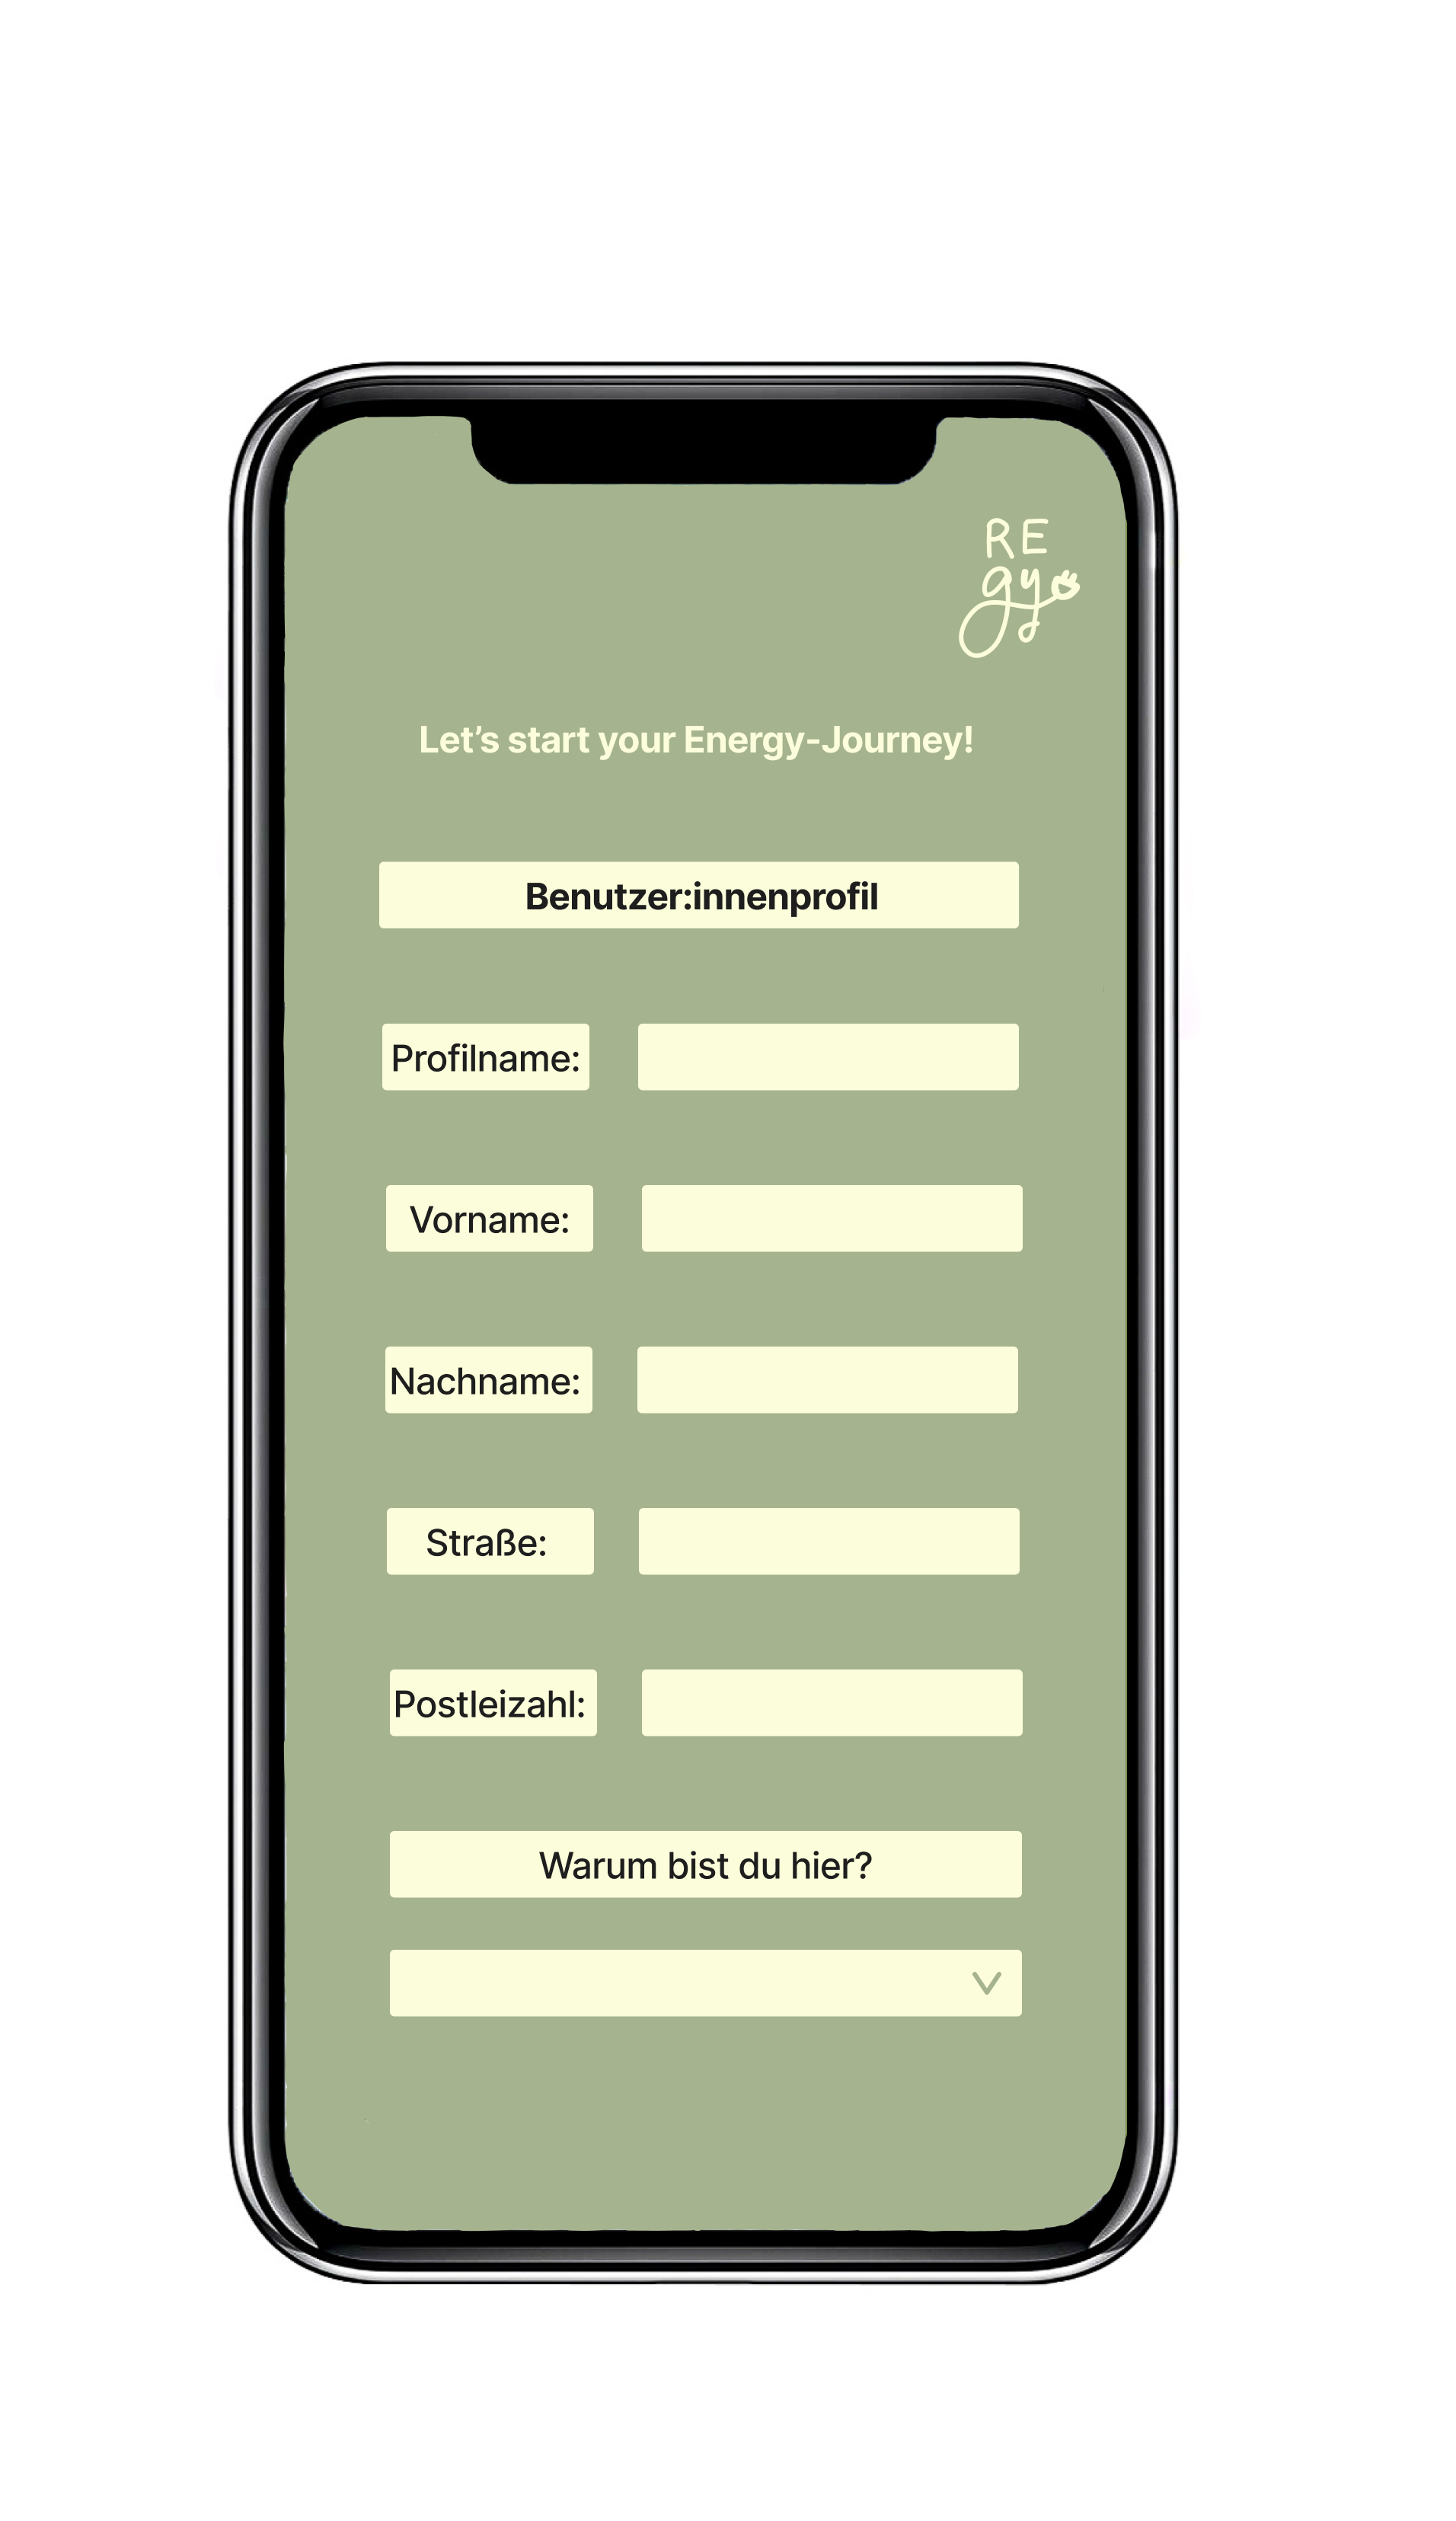 RE
gy
Let’s start your Energy-Journey!
Benutzer:innenprofil
Profilname:
Vorname:
Nachname:
Straße:
Postleizahl:
Warum bist du hier?